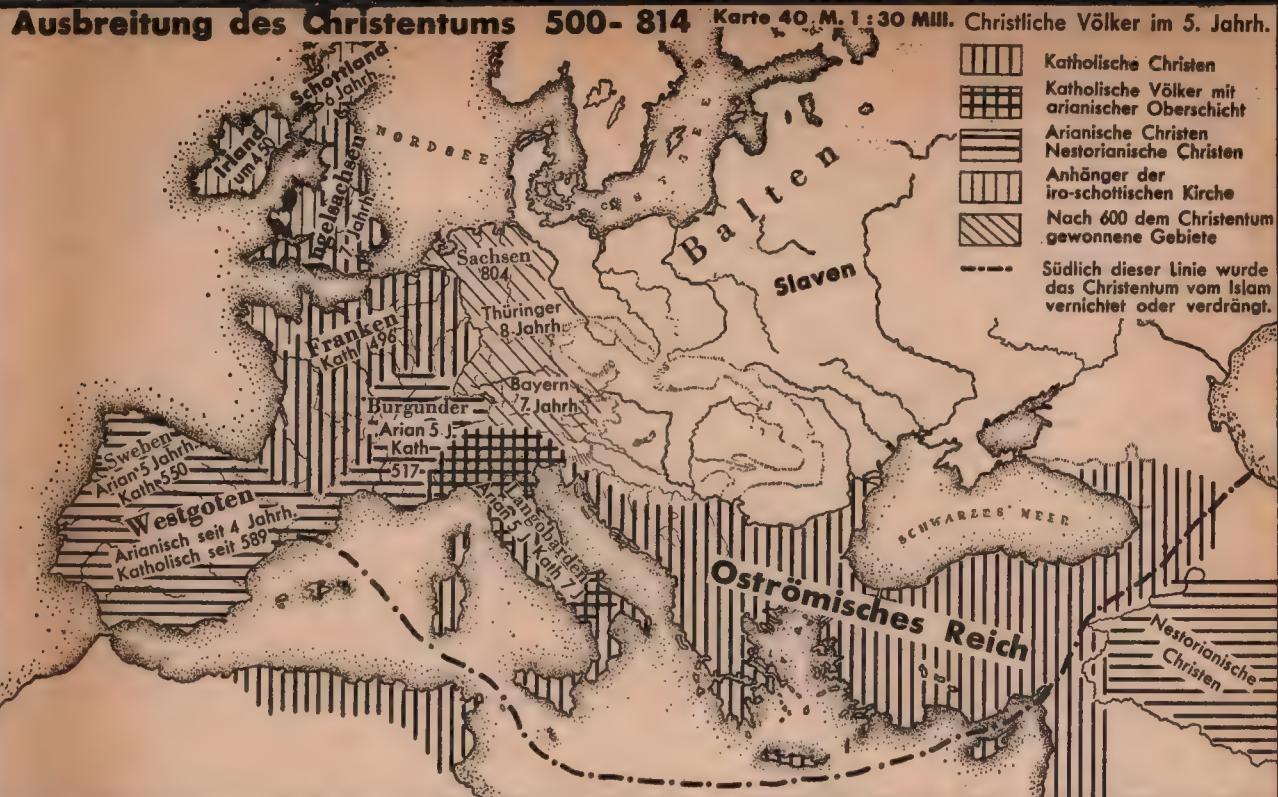 Ausbreitung des Christentums 500-814 Karte 40, M. 1:30 Mill. Christliche Völker im 5. Jahrh.
Katholische Christen
Katholische Völker mit
arianischer Oberschicht
Arianische Christen
Nestorianische Christen
Anhänger der
iro-schottischen Kirche
Nach 600 dem Christentum
gewonnene Gebiete
Südlich dieser Linie wurde
das Christentum vom Islam
vernichtet oder verdrängt.
Schottland
6 Jahrh.
Irland
um 450
Angelsachsen
7. Jahrh.
NORDSEE
OSTSEE
Balten
Slaven
Sachsen
804
Thüringer
8 Jahrh.
Franken
Kath. 496
Bayern
7. Jahrh.
Burgunder
Arian 5. J.
Kath
517
Sweben
Arian 5 Jahrh.
Kath. 550
Westgoten
Arianisch seit 4 Jahrh.
Katholisch seit 589
Langobarden
Arian 5 J. Kath 7.
SCHWARZES MEER
Oströmisches Reich
Nestorianische
Christen